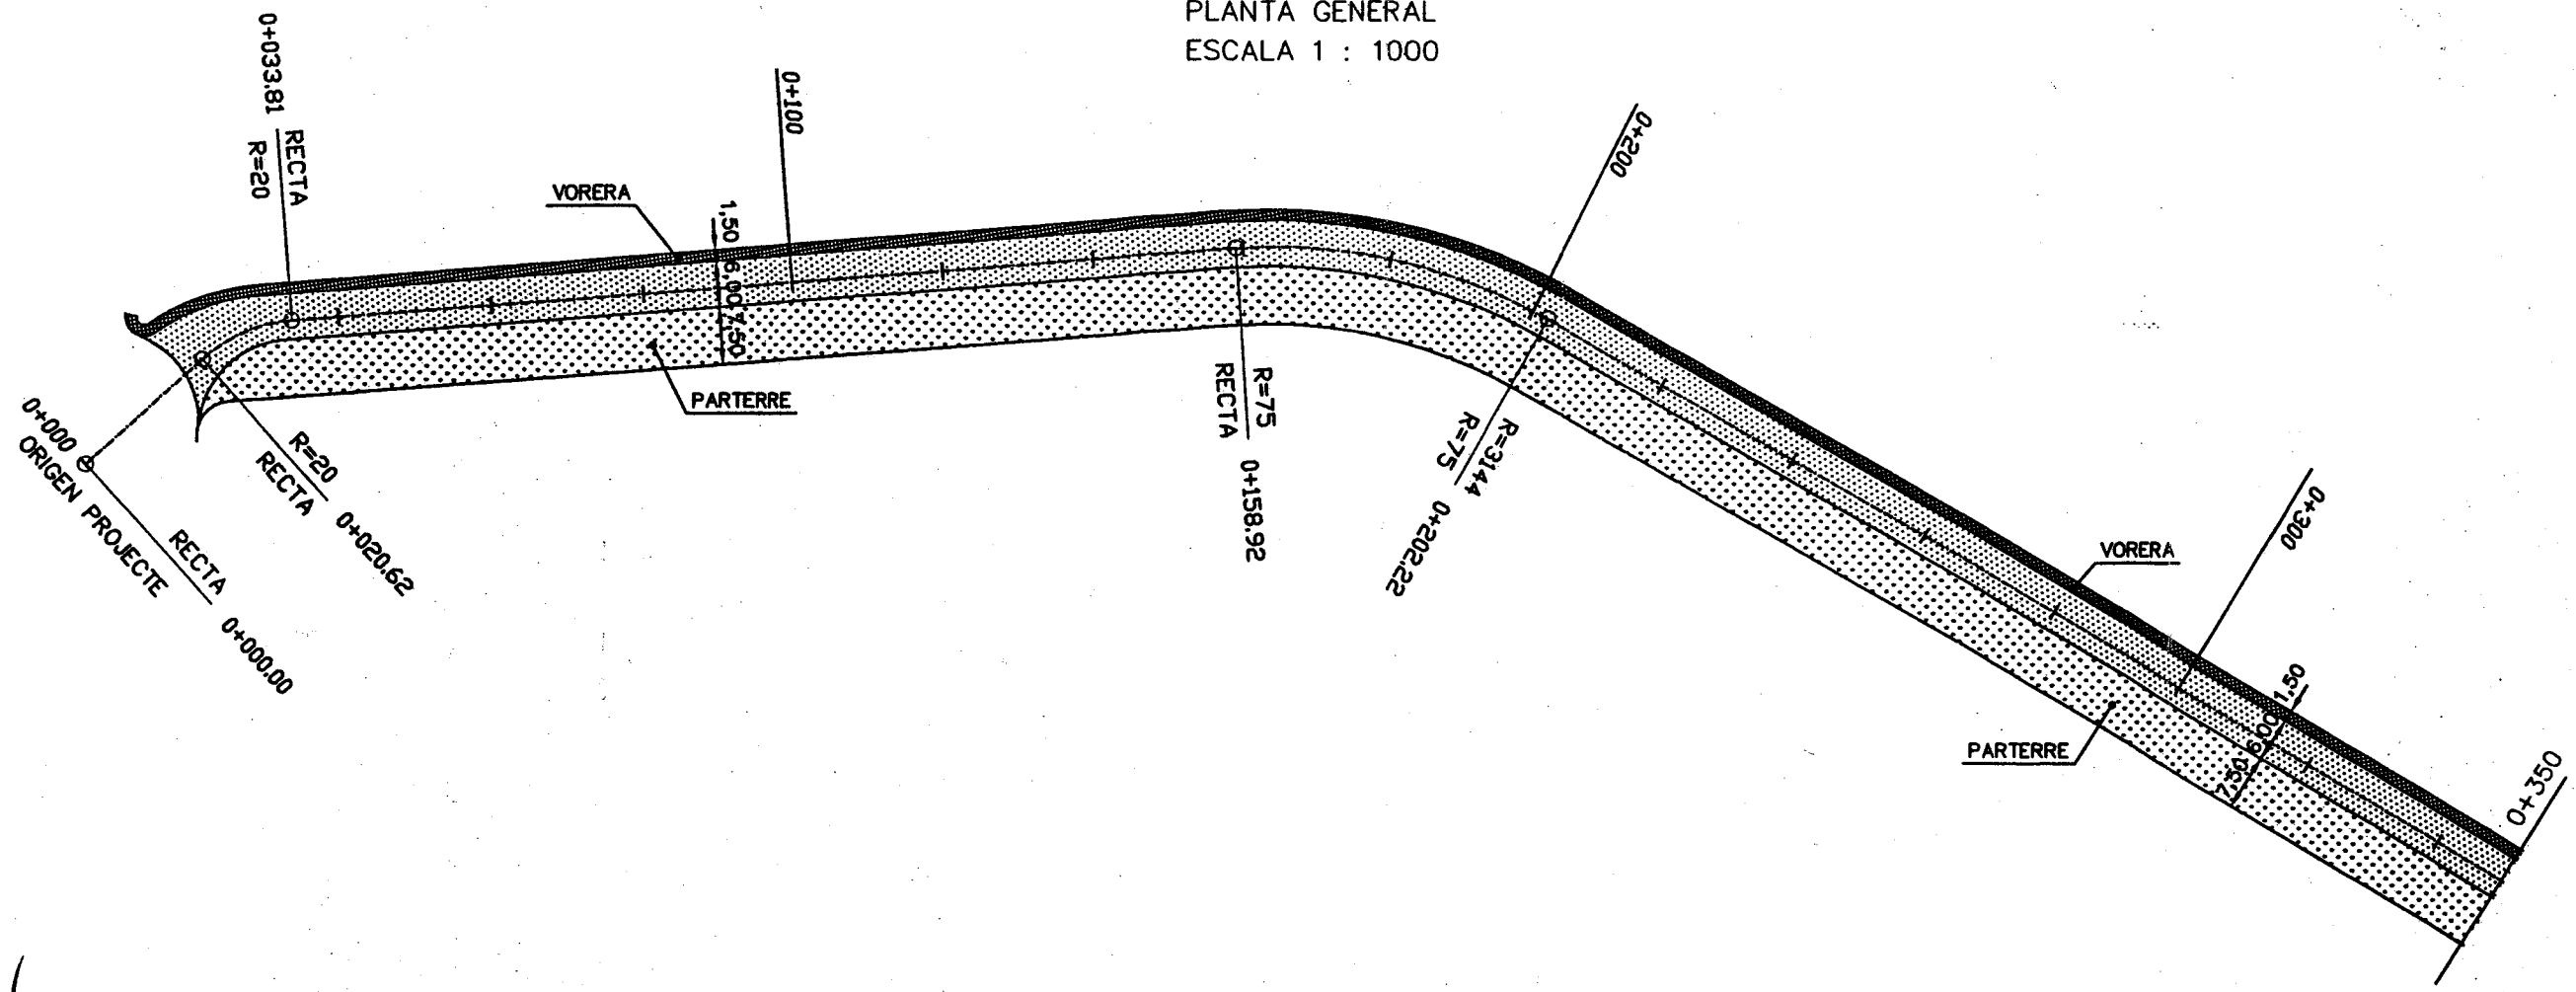 PLANTA GENERAL
ESCALA 1 : 1000
0+033.81
RECTA
R=20
VORERA
0+100
1,50
6,00
7,50
PARTERRE
0+000
ORIGEN PROJECTE
RECTA
0+000.00
R=20
RECTA
0+020.62
R=75
RECTA
0+158.92
0+200
R=3144
R=75
0+202.22
VORERA
0+300
1,50
6,00
7,50
PARTERRE
0+350